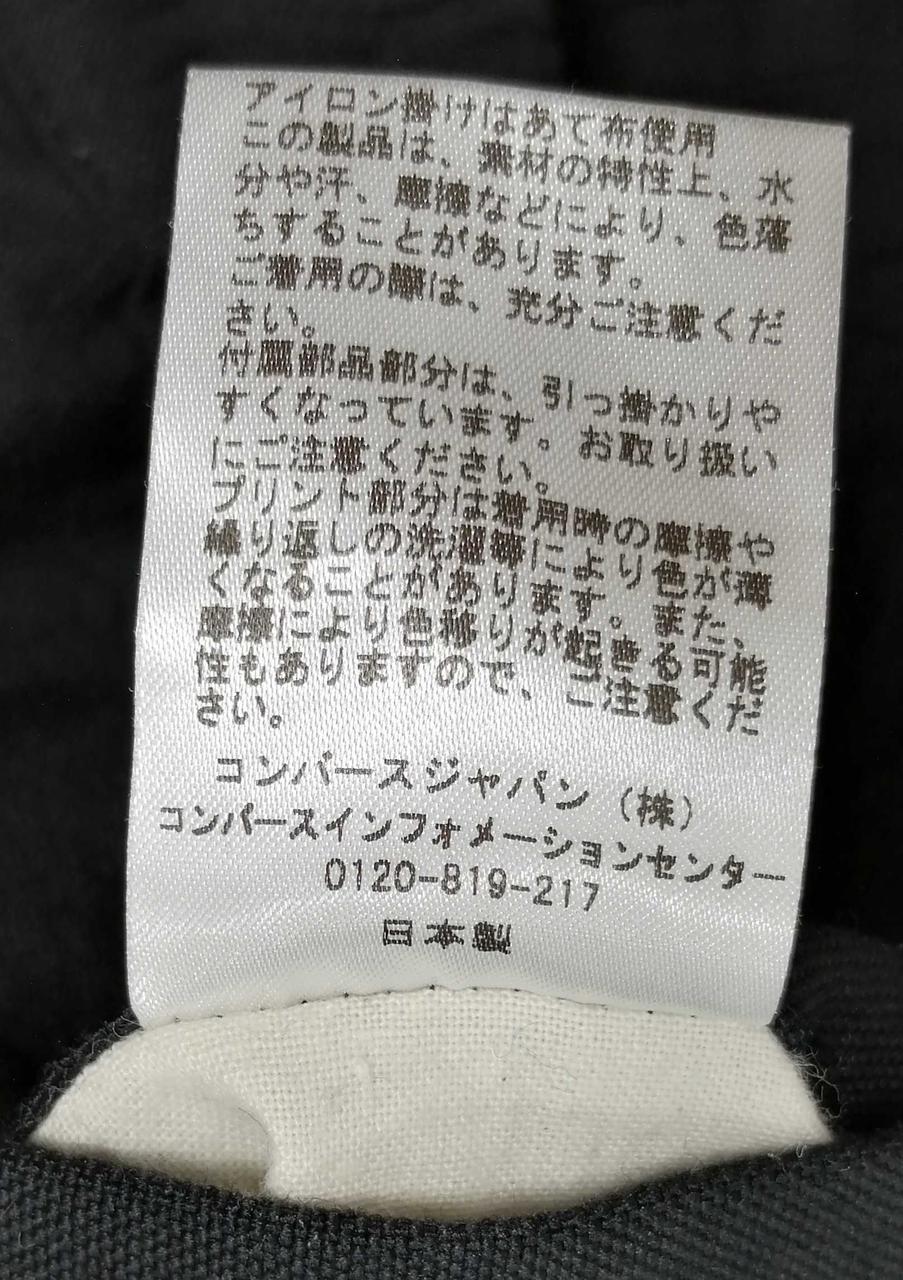 アイロン掛けはあて布使用
この製品は、素材の特性上、水
分や汗、摩擦などにより、色落
ちすることがあります。
ご着用の際は、充分ご注意くだ
さい。
付属部品部分は、引っ掛かりや
すくなっています。お取り扱い
にご注意ください。
プリント部分は着用時の摩擦や
繰り返しの洗濯等により色が薄
くなることがあります。また、
摩擦により色移りが起きる可能
性もありますので、ご注意くだ
さい。
コンバースジャパン（株）
コンバースインフォメーションセンター
0120-819-217
日本製